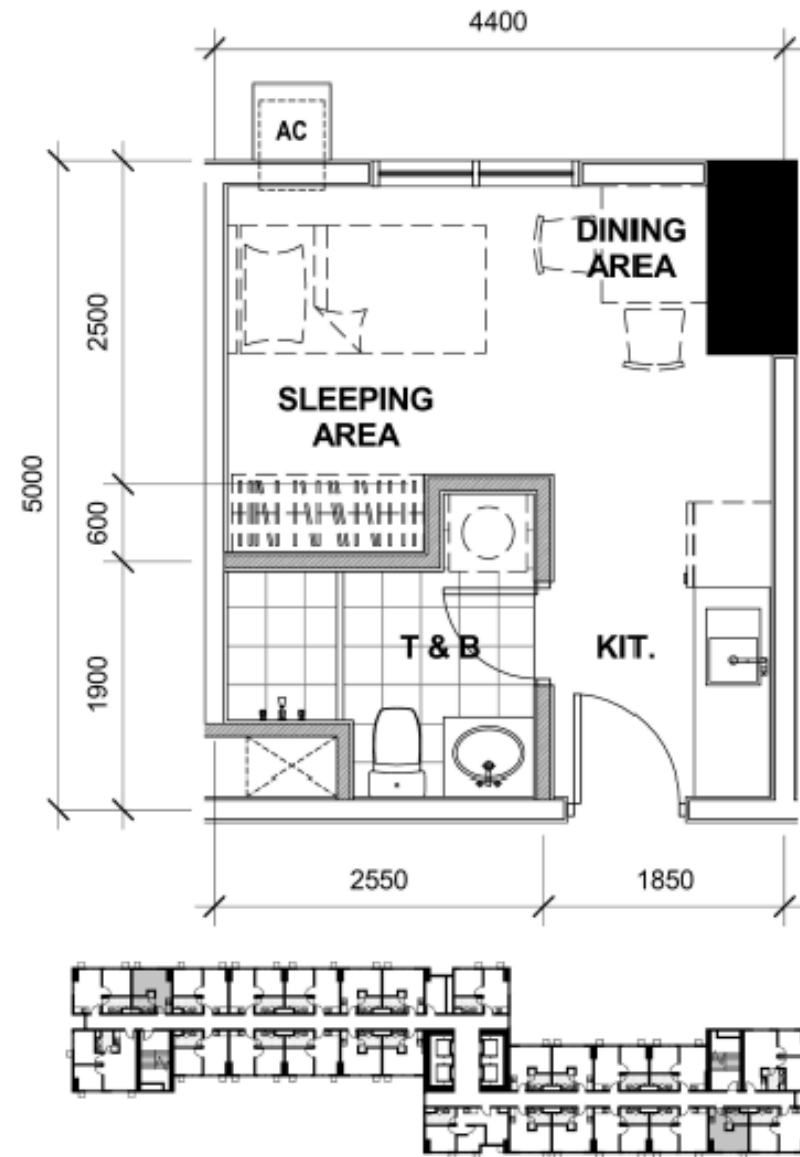 4400
AC
DINING
AREA
2500
SLEEPING
AREA
5000
600
T & B
KIT.
1900
2550
1850